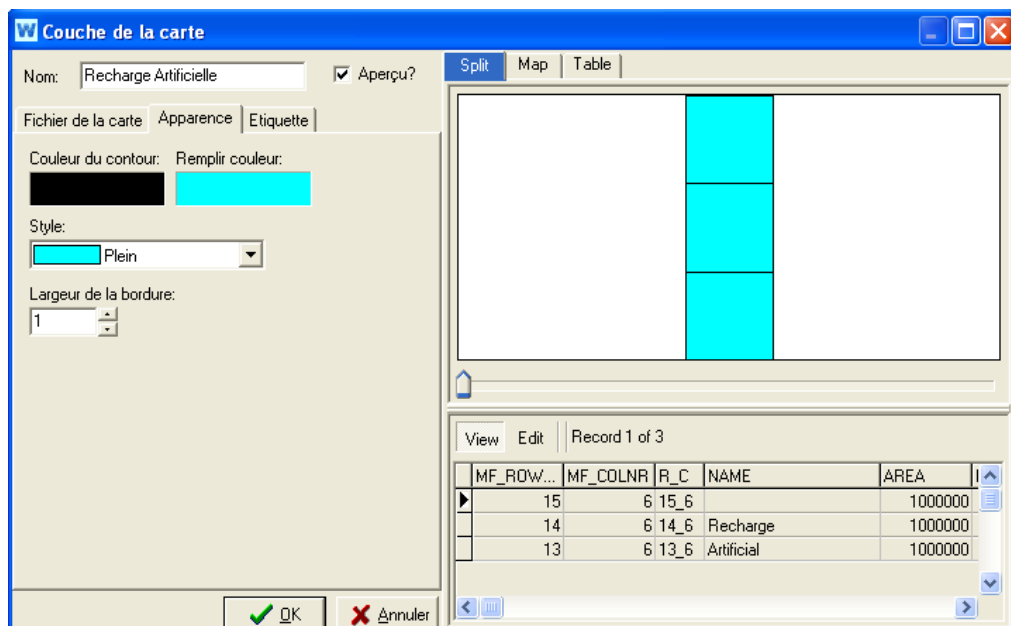 Couche de la carte
Nom: Recharge Artificielle Aperçu?
Fichier de la carte Apparence Etiquette
Couleur du contour: Remplir couleur:
Style:
Plein
Largeur de la bordure:
1
OK Annuler
Split Map Table
View Edit Record 1 of 3
MF_ROW... MF_COLNR R_C NAME AREA
15 6 15_6 1000000
14 6 14_6 Recharge 1000000
13 6 13_6 Artificial 1000000